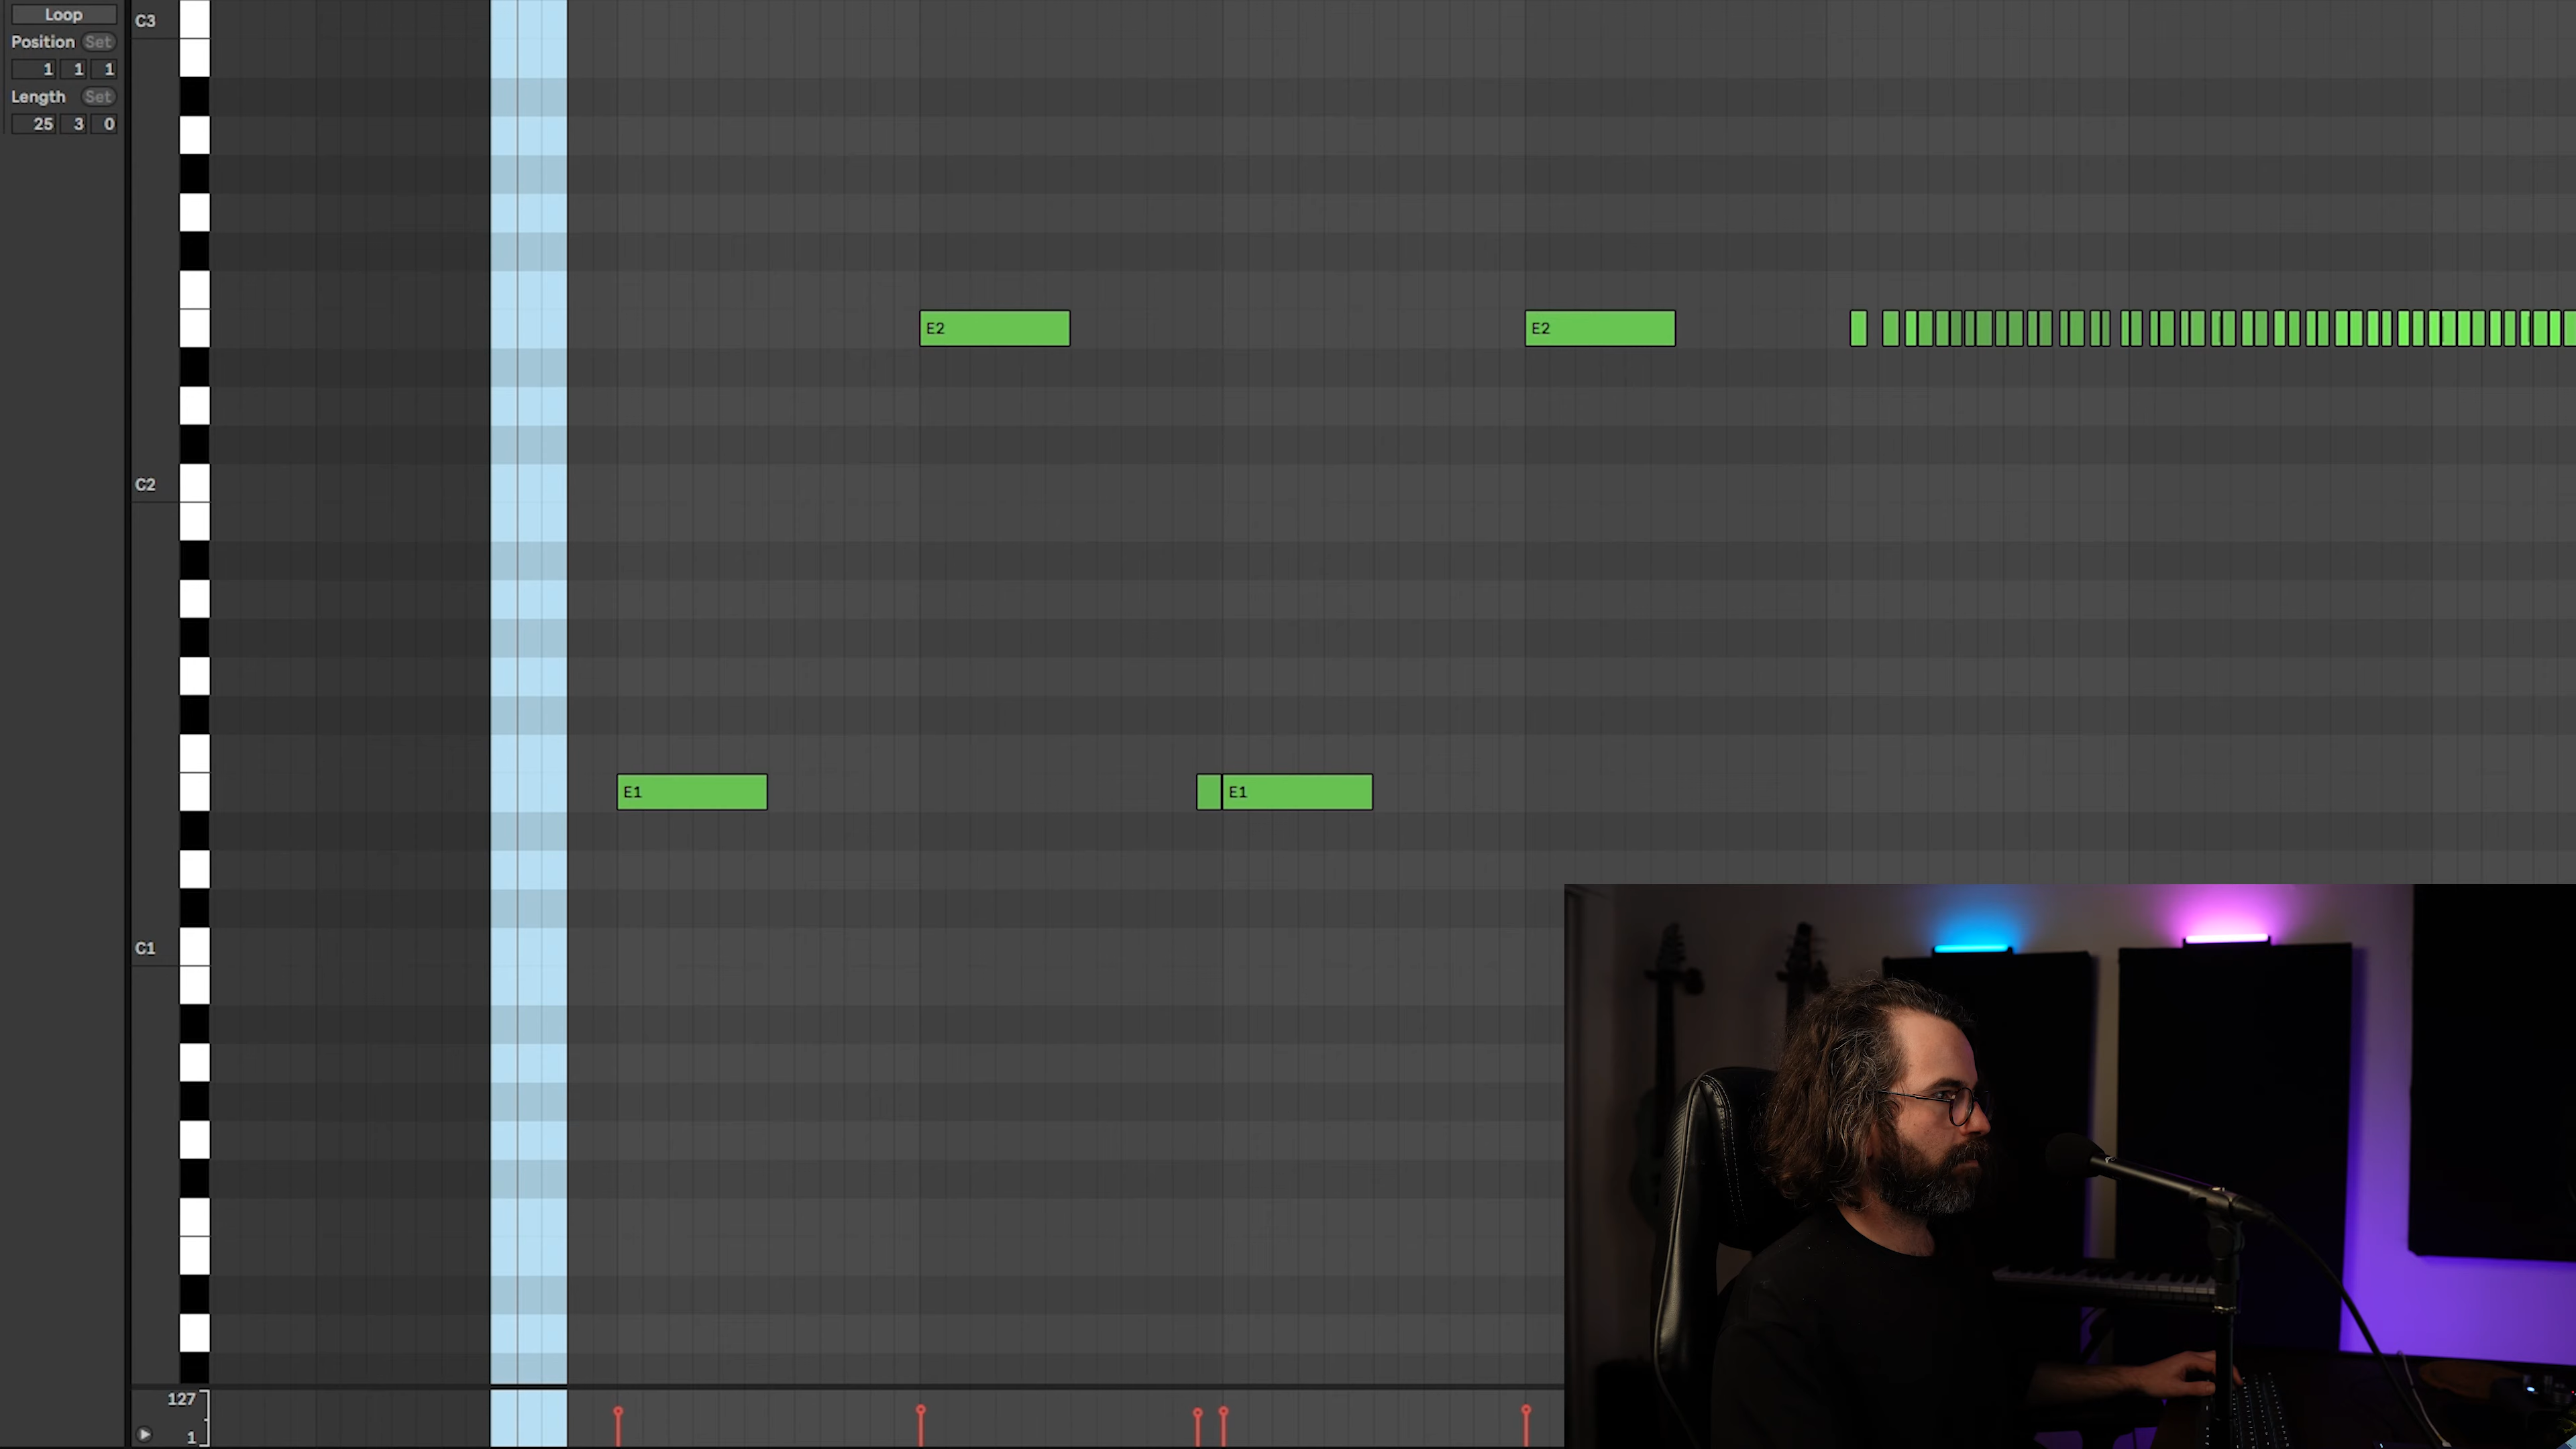 Loop
Position Set
1 1 1
Length Set
25 3 0
C3
E2
E2
C2
E1
E1
C1
127
1